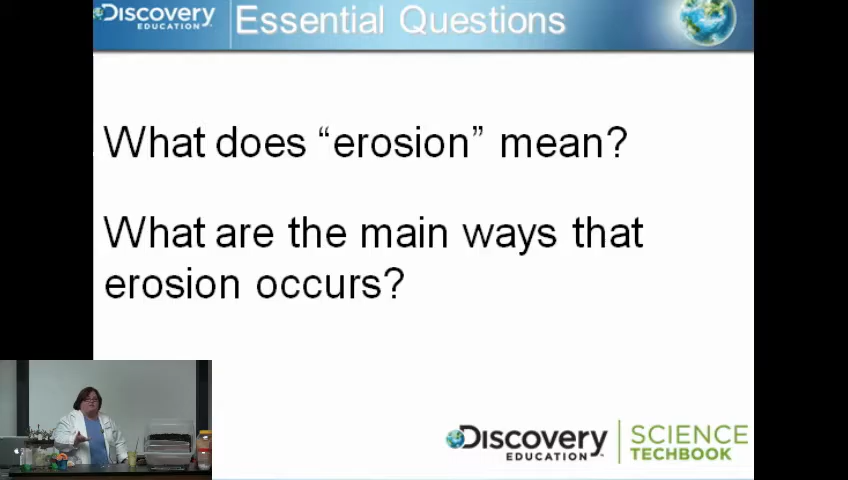 Discovery
EDUCATION
Essential Questions
What does “erosion” mean?
What are the main ways that
erosion occurs?
Discovery
EDUCATION
SCIENCE
TECHBOOK